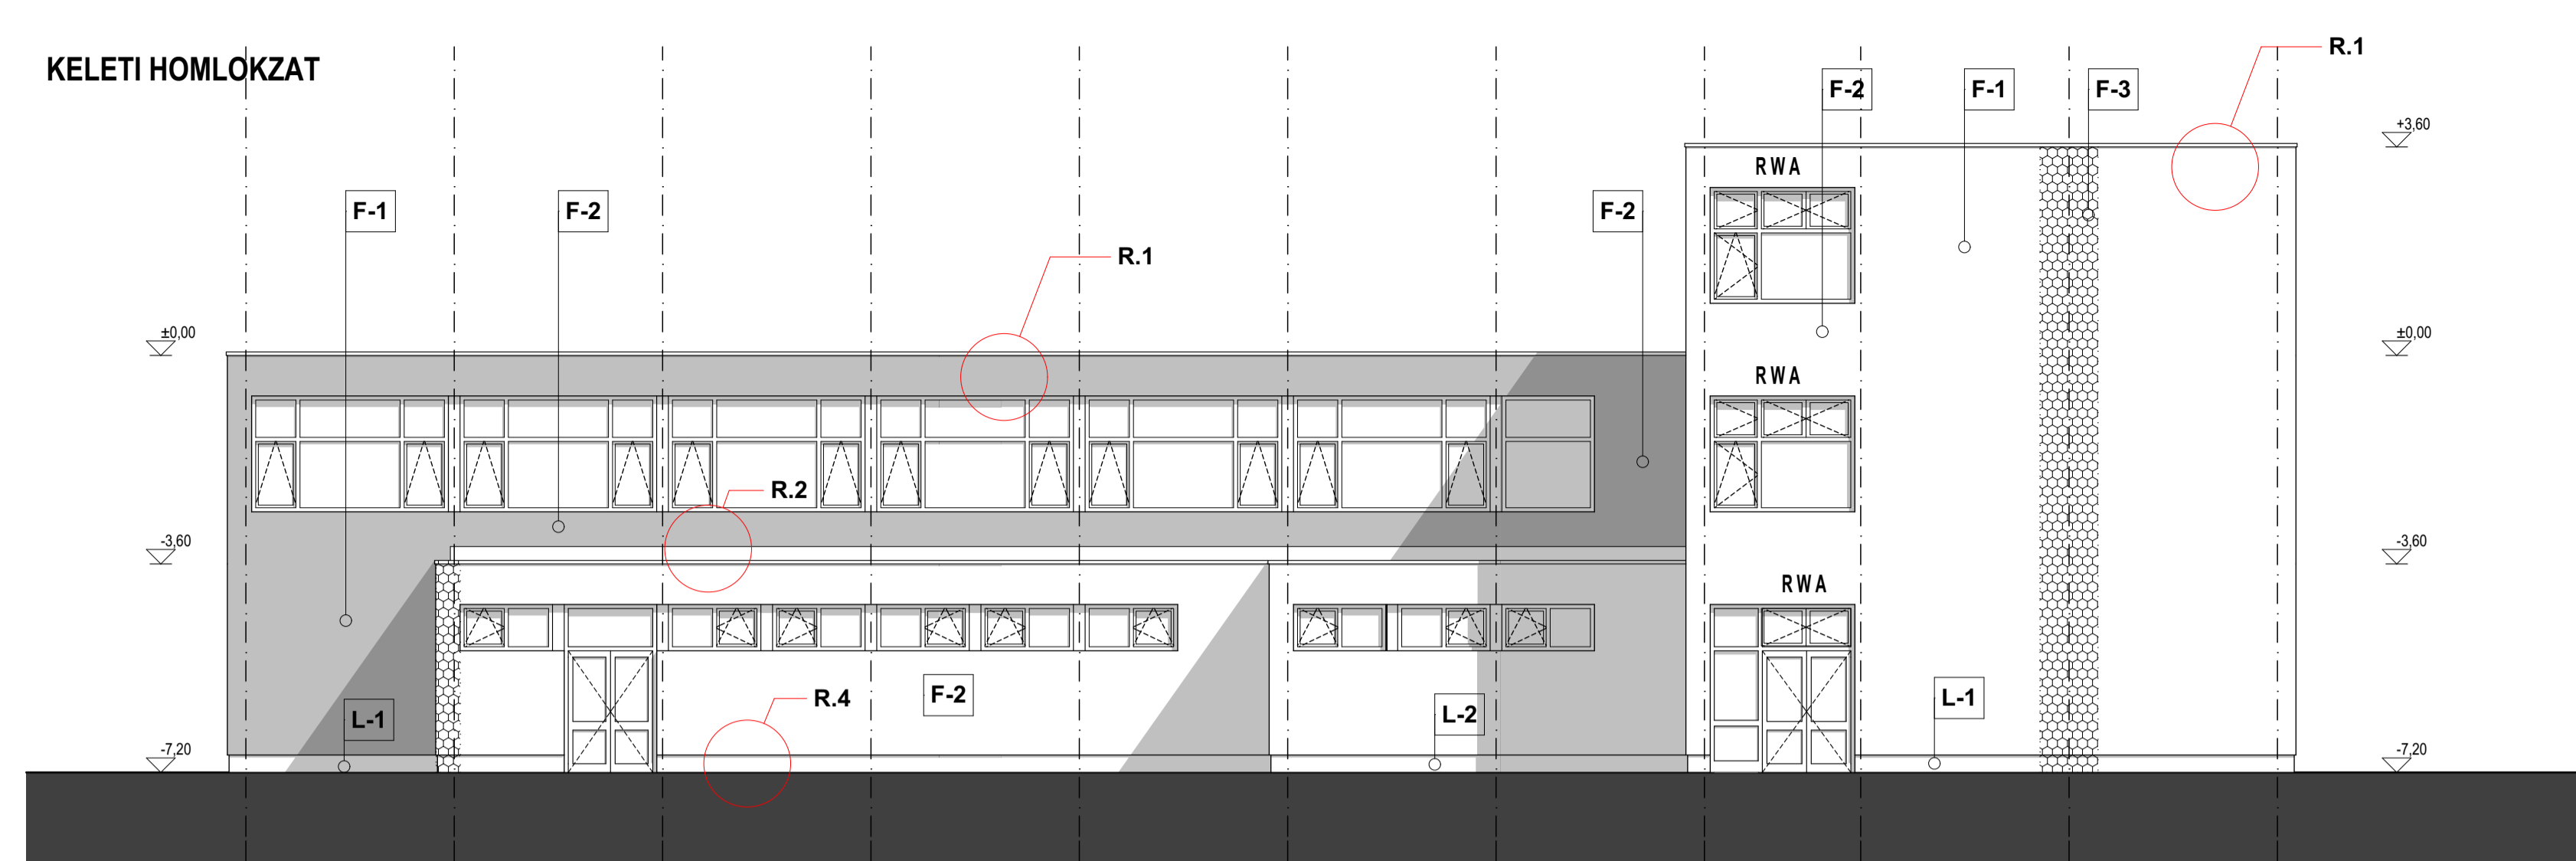 KELETI HOMLOKZAT
R.1
F-2
F-1
F-3
+3,60
RWA
F-1
F-2
F-2
R.1
±0,00
±0,00
RWA
R.2
-3,60
-3,60
RWA
F-2
R.4
L-1
L-2
L-1
-7,20
-7,20